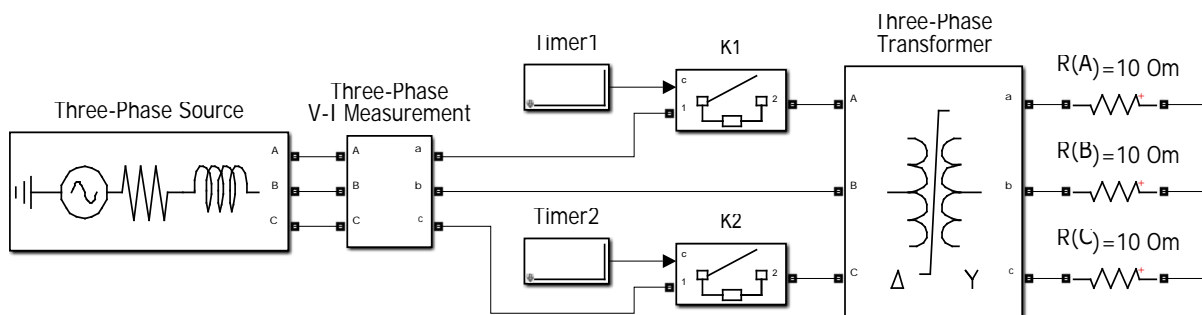 Three-Phase Source
A
B
C
Three-Phase
V-I Measurement
A
B
C
a
b
c
Timer1
K1
c
1
2
Timer2
K2
c
1
2
Three-Phase
Transformer
A
B
C
a
b
c
Δ Y
R(A)=10 Om
R(B)=10 Om
R(C)=10 Om